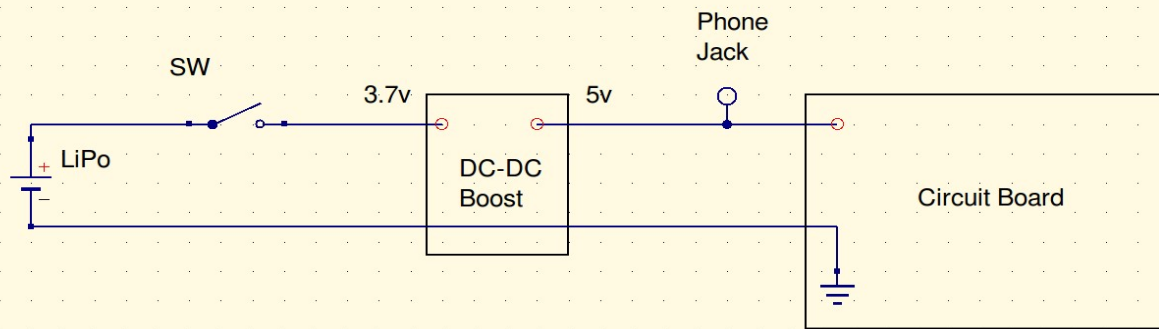 Phone
Jack
SW
3.7v
5v
+
LiPo
−
DC-DC
Boost
Circuit Board